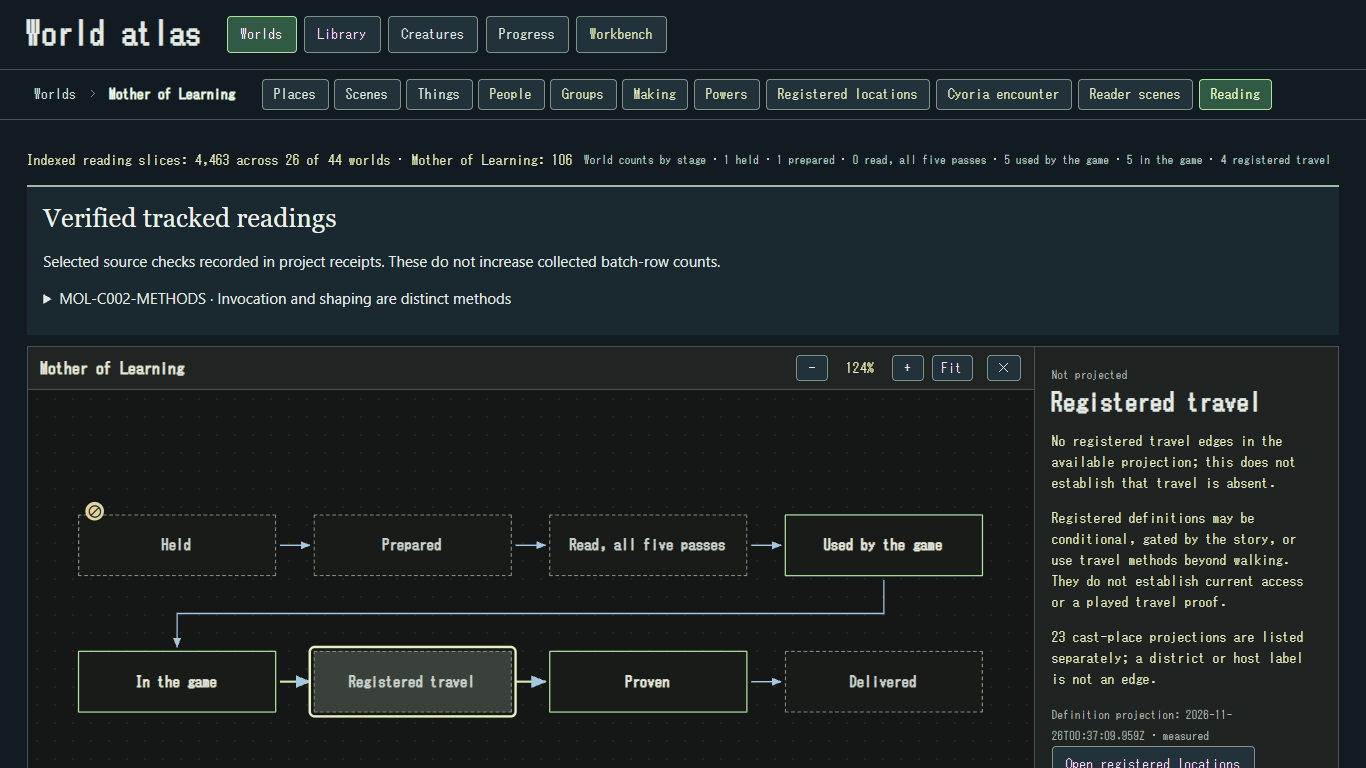 World atlas
Worlds Library Creatures Progress Workbench
Worlds > Mother of Learning Places Scenes Things People Groups Making Powers Registered locations Cyoria encounter Reader scenes Reading
Indexed reading slices: 4,463 across 26 of 44 worlds · Mother of Learning: 106 World counts by stage · 1 held · 1 prepared · 0 read, all five passes · 5 used by the game · 5 in the game · 4 registered travel
Verified tracked readings
Selected source checks recorded in project receipts. These do not increase collected batch-row counts.
▶ MOL-C002-METHODS · Invocation and shaping are distinct methods
Mother of Learning
− 124% + Fit ×
Held
Prepared
Read, all five passes
Used by the game
In the game
Registered travel
Proven
Delivered
Not projected
Registered travel
No registered travel edges in the
available projection; this does not
establish that travel is absent.
Registered definitions may be
conditional, gated by the story, or
use travel methods beyond walking.
They do not establish current access
or a played travel proof.
23 cast-place projections are listed
separately; a district or host label
is not an edge.
Definition projection: 2026-11-
26T00:37:09.959Z · measured
Open registered locations